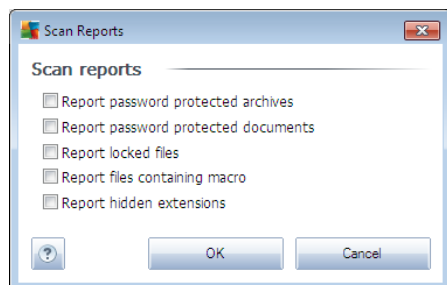 Scan Reports
Scan reports
Report password protected archives
Report password protected documents
Report locked files
Report files containing macro
Report hidden extensions
?
OK
Cancel